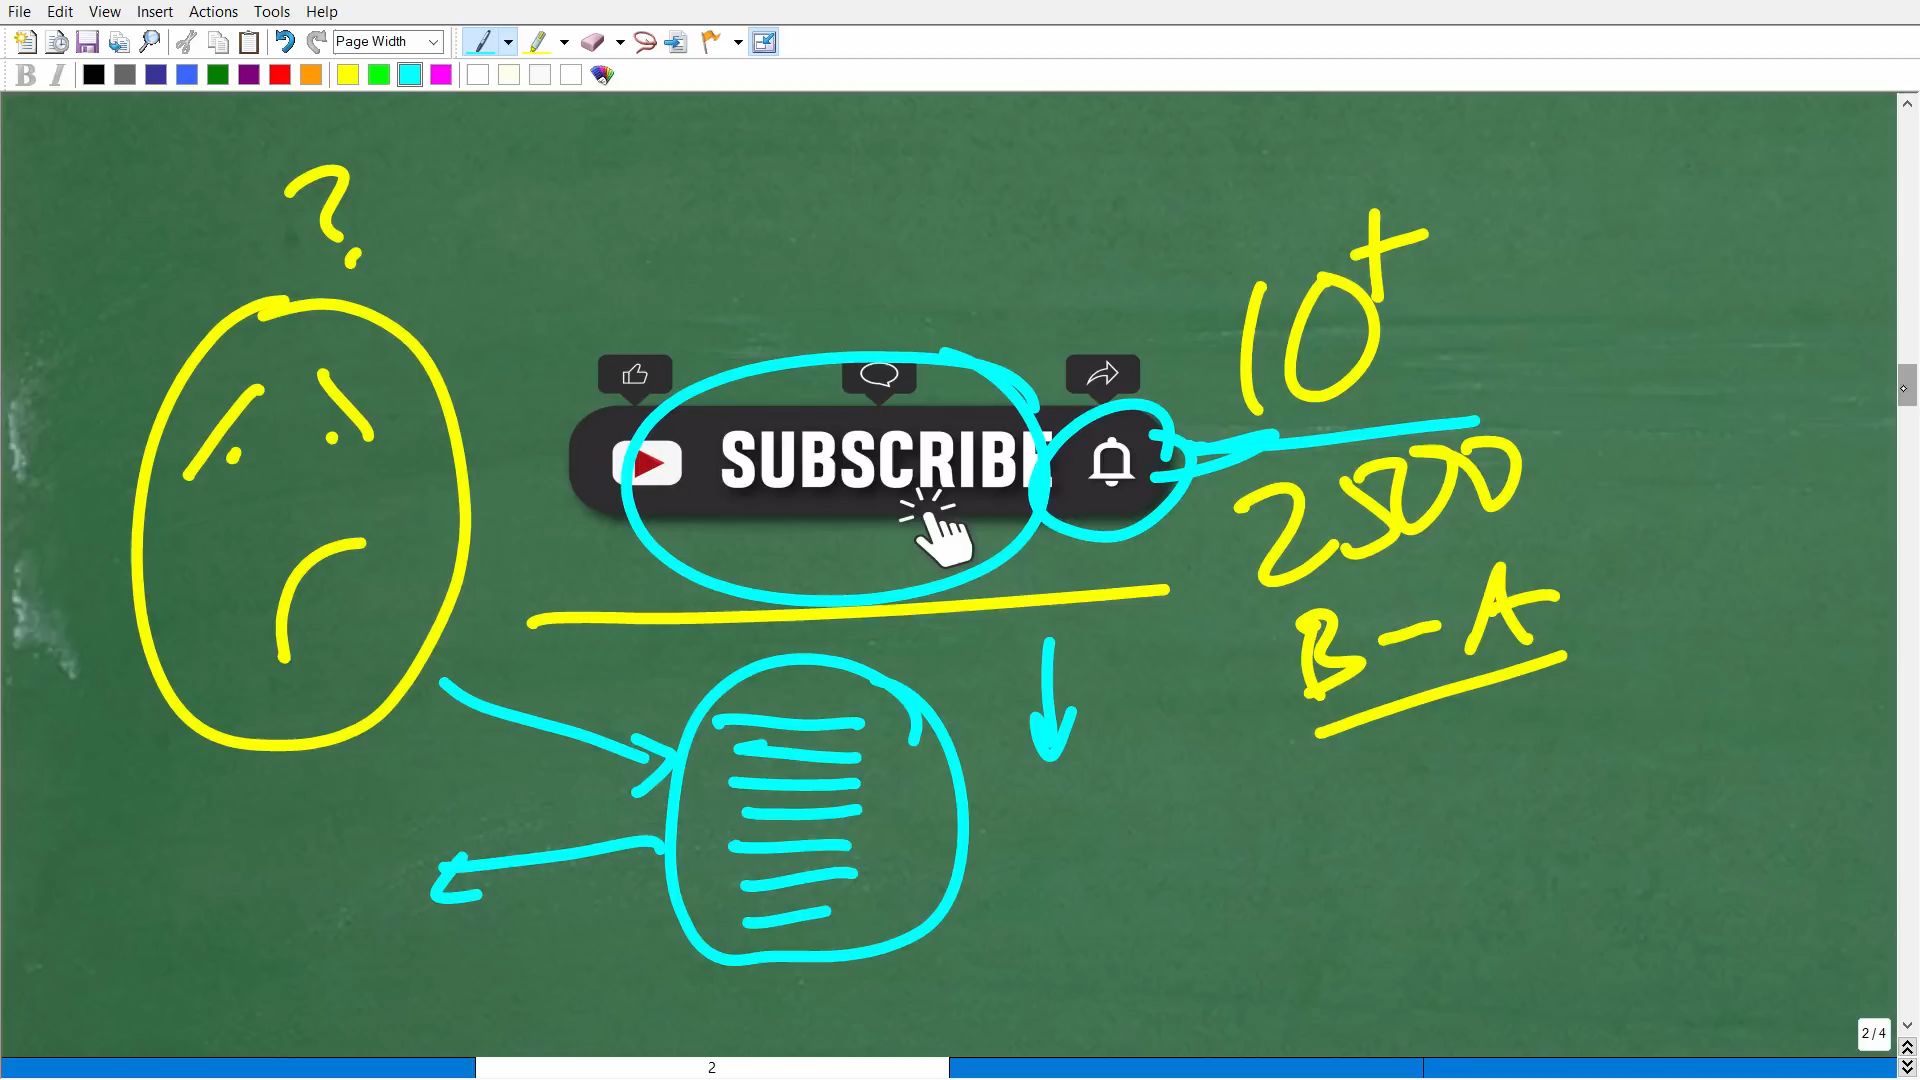 File Edit View Insert Actions Tools Help
Page Width
B I
?
10+
SUBSCRIBE
2500
B - A
2 / 4
2